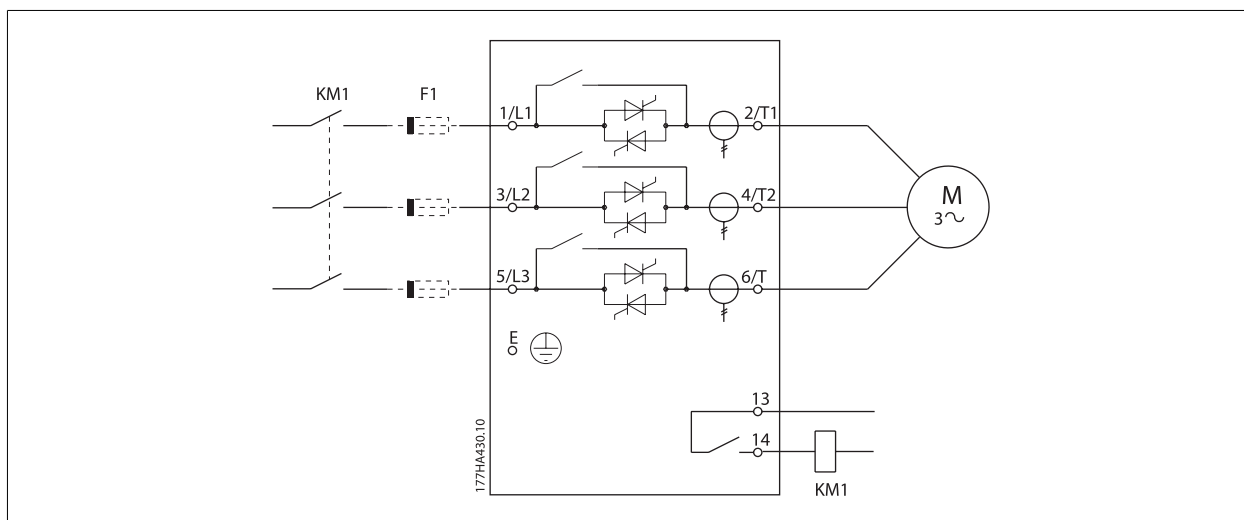 KM1
F1
1/L1
2/T1
3/L2
4/T2
5/L3
6/T
M
3~
E
13
14
KM1
177HA430.10